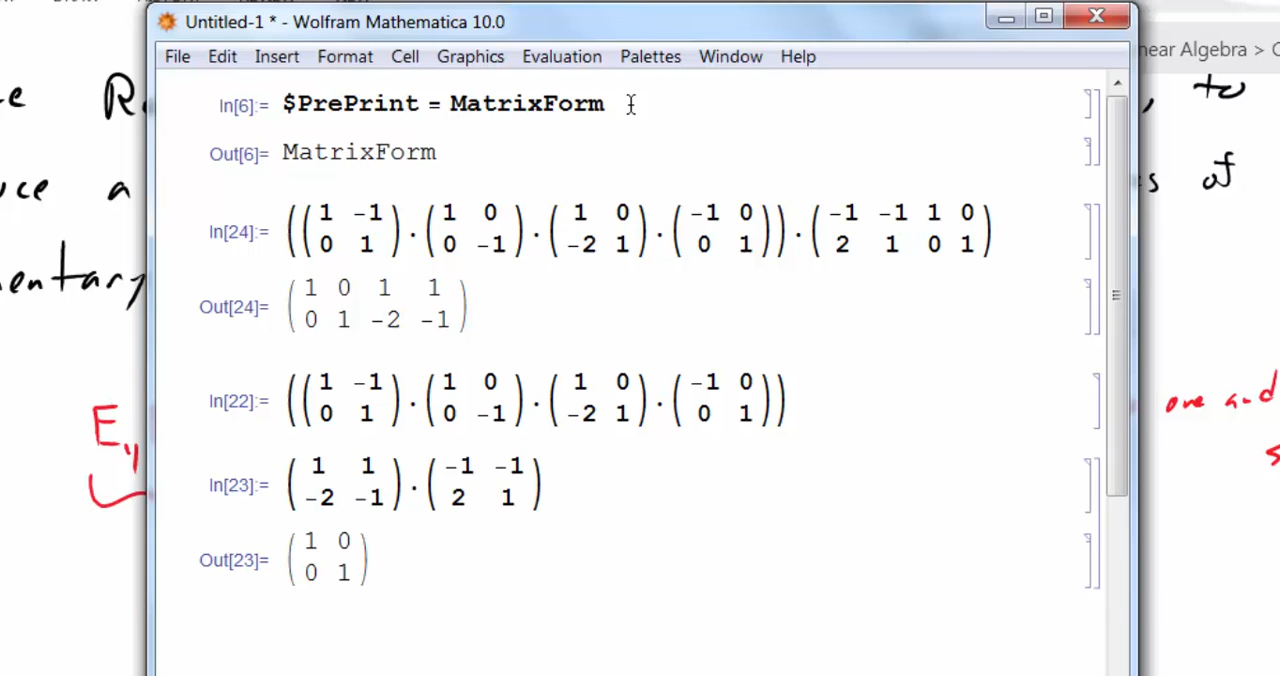 Untitled-1 * - Wolfram Mathematica 10.0
File Edit Insert Format Cell Graphics Evaluation Palettes Window Help
near Algebra >
to
a
of
one and
E
In[6]:= $PrePrint = MatrixForm
Out[6]= MatrixForm
In[24]:= ((1 -1) . (1 0) . (1 0) . (-1 0)) . (-1 -1 1 0)
0 1 0 -1 -2 1 0 1 2 1 0 1
Out[24]= (1 0 1 1)
0 1 -2 -1
In[22]:= ((1 -1) . (1 0) . (1 0) . (-1 0))
0 1 0 -1 -2 1 0 1
In[23]:= (1 1) . (-1 -1)
-2 -1 2 1
Out[23]= (1 0)
0 1